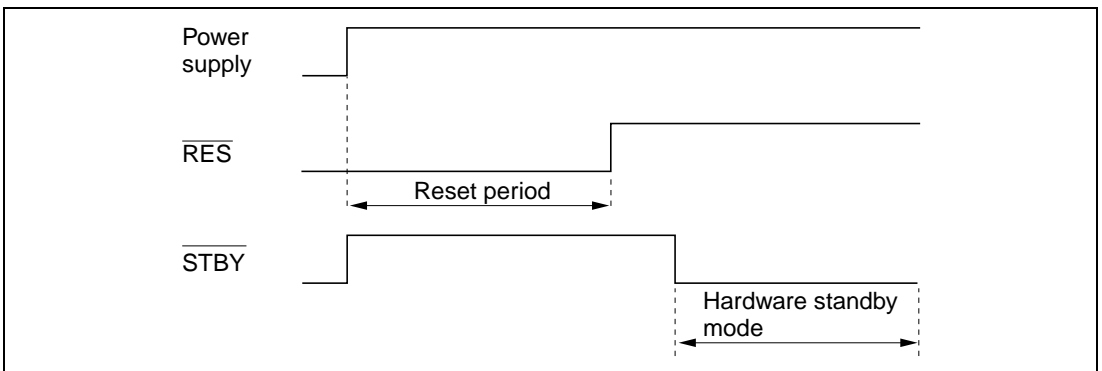 Power
supply
RES
Reset period
STBY
Hardware standby
mode